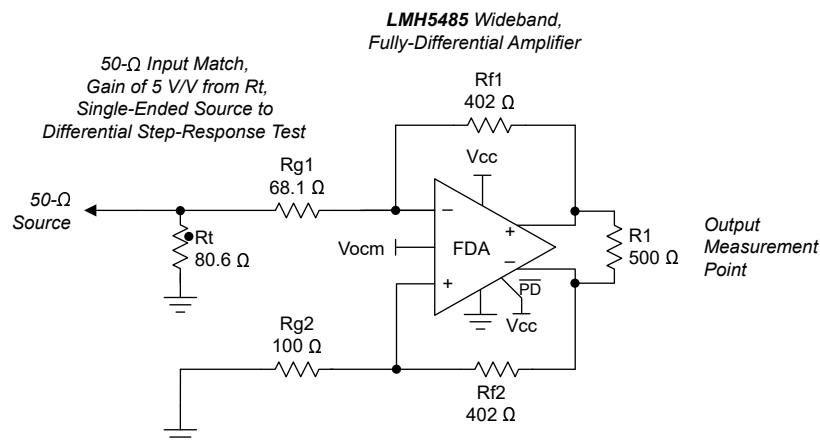 LMH5485 Wideband,
Fully-Differential Amplifier
50-Ω Input Match,
Gain of 5 V/V from Rt,
Single-Ended Source to
Differential Step-Response Test
Rf1
402 Ω
Vcc
Rg1
68.1 Ω
50-Ω
Source
Rt
80.6 Ω
Vocm
−
FDA
+
+
−
R1
500 Ω
Output
Measurement
Point
PD
Vcc
Rg2
100 Ω
Rf2
402 Ω